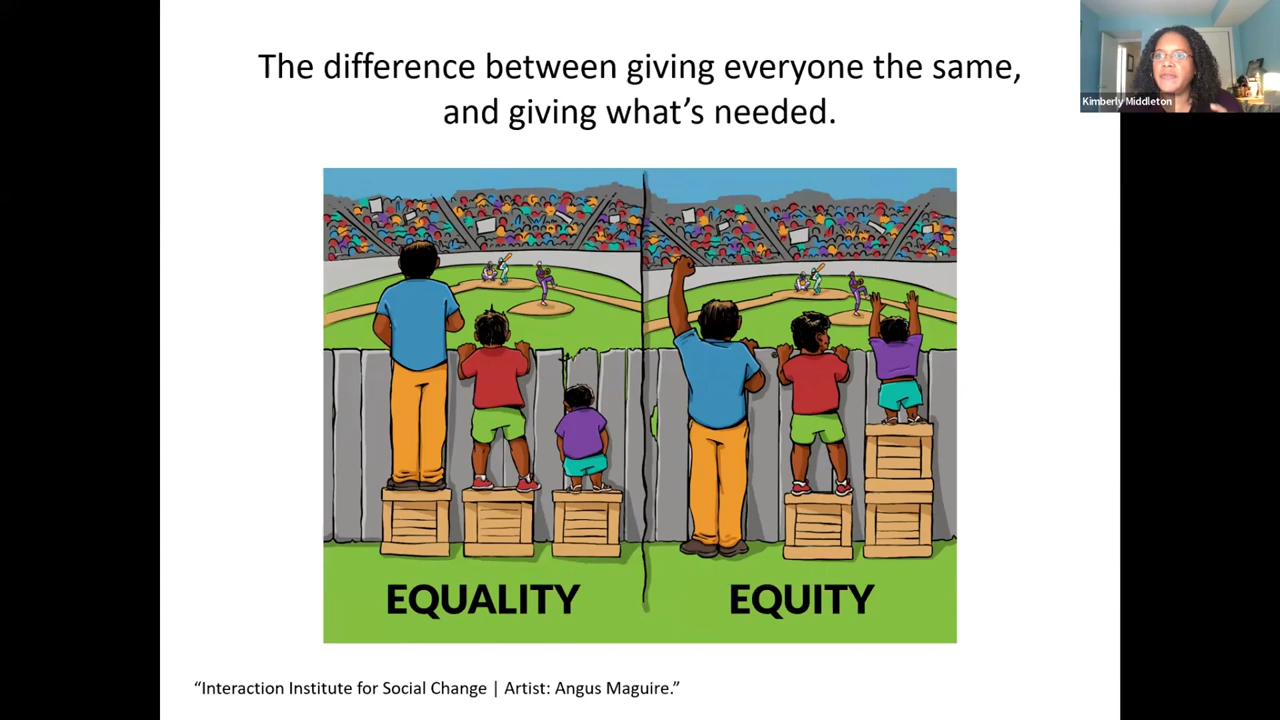 The difference between giving everyone the same,
and giving what’s needed.
Kimberly Middleton
EQUALITY
EQUITY
“Interaction Institute for Social Change | Artist: Angus Maguire.”